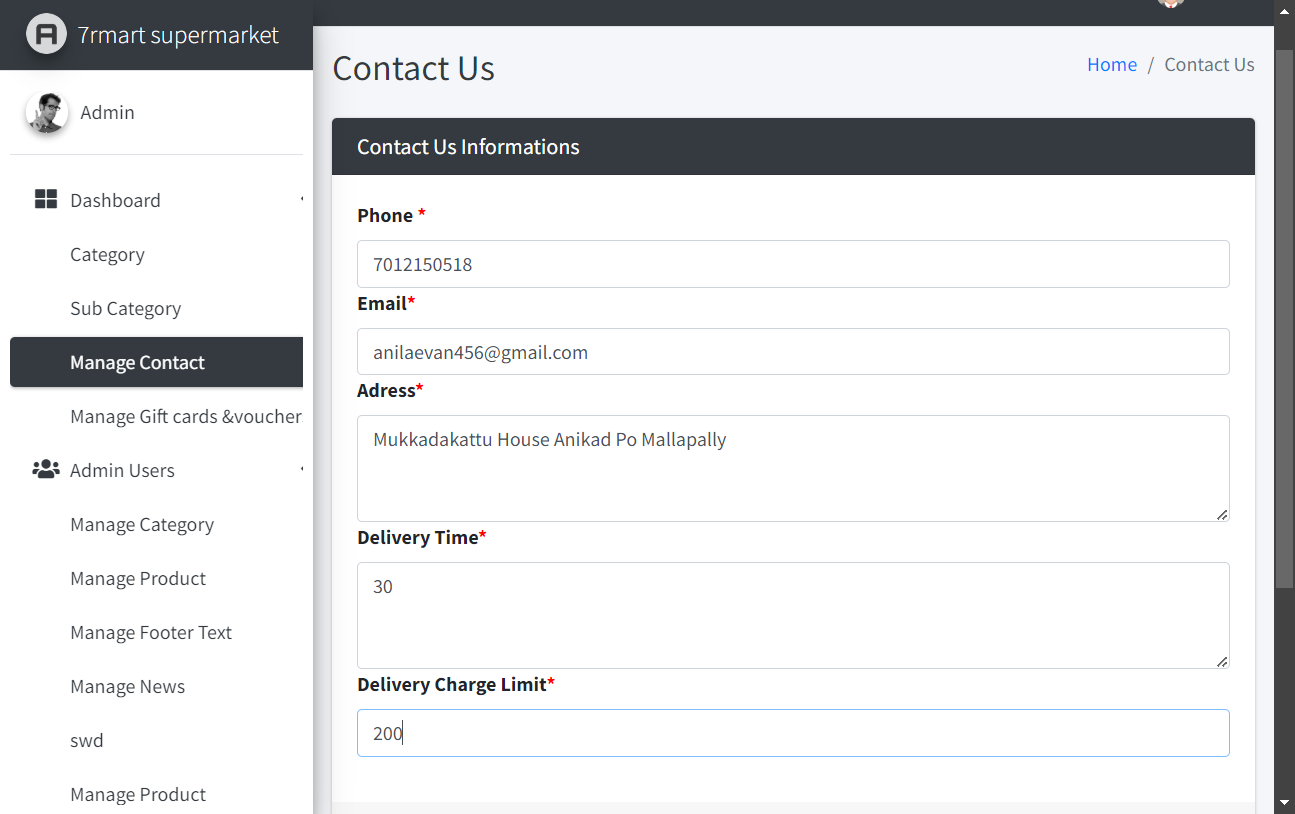 7rmart supermarket
Admin
Dashboard
Category
Sub Category
Manage Contact
Manage Gift cards &voucher
Admin Users
Manage Category
Manage Product
Manage Footer Text
Manage News
swd
Manage Product
Contact Us
Home / Contact Us
Contact Us Informations
Phone *
7012150518
Email*
anilaevan456@gmail.com
Adress*
Mukkadakattu House Anikad Po Mallapally
Delivery Time*
30
Delivery Charge Limit*
200